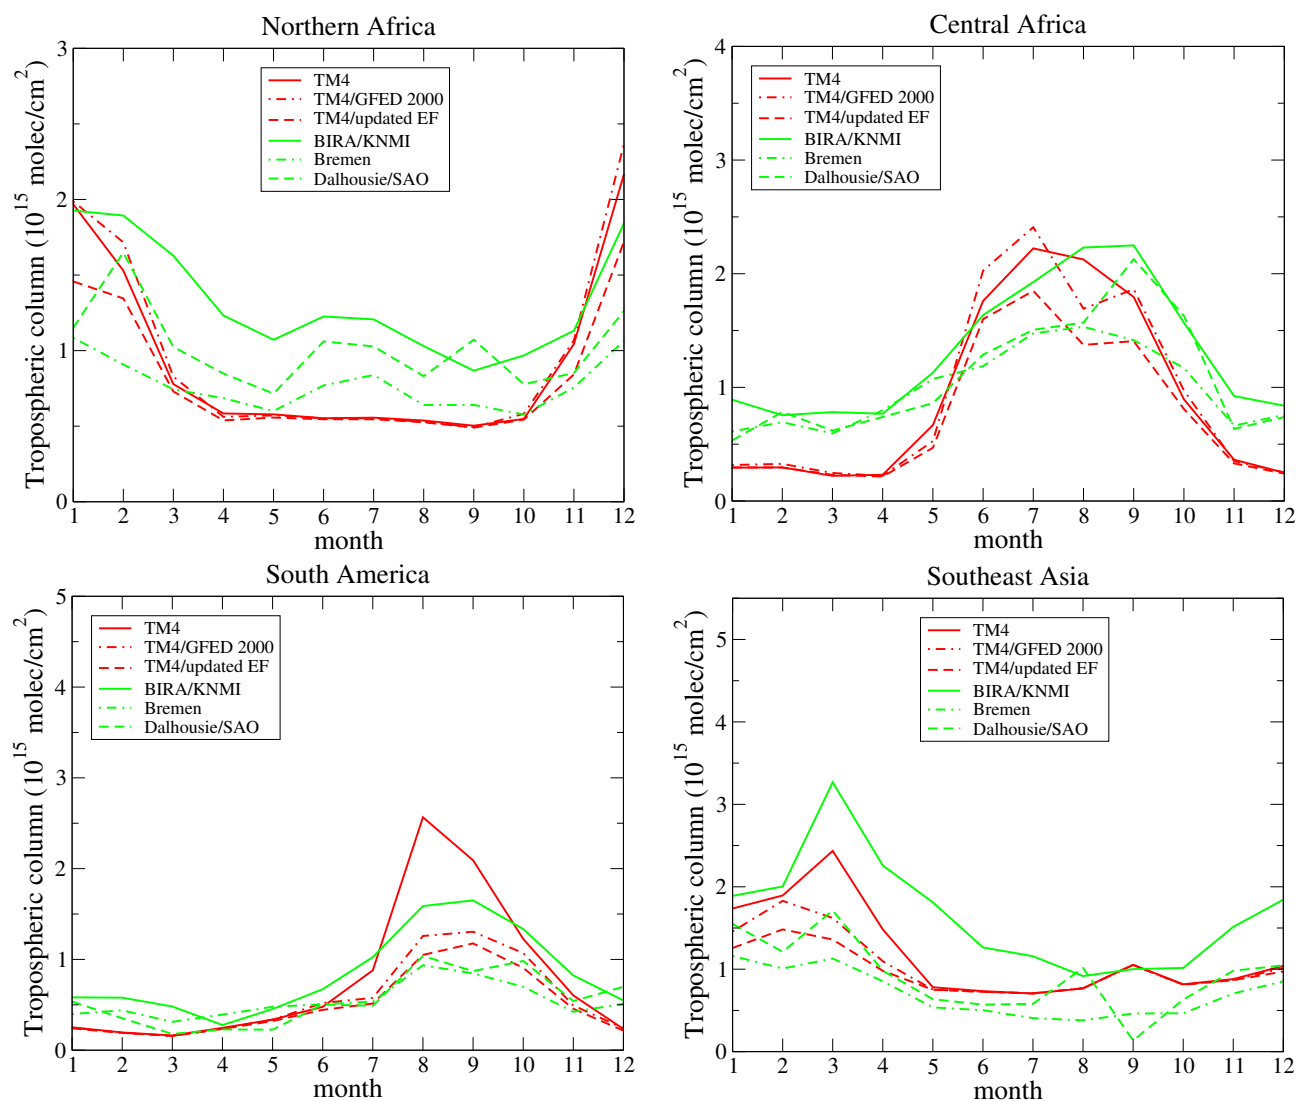 Northern Africa
Tropospheric column (10^15 molec/cm^2)
3
2
1
0
TM4
TM4/GFED 2000
TM4/updated EF
BIRA/KNMI
Bremen
Dalhousie/SAO
1 2 3 4 5 6 7 8 9 10 11 12
month
Central Africa
Tropospheric column (10^15 molec/cm^2)
4
3
2
1
0
TM4
TM4/GFED 2000
TM4/updated EF
BIRA/KNMI
Bremen
Dalhousie/SAO
1 2 3 4 5 6 7 8 9 10 11 12
month
South America
Tropospheric column (10^15 molec/cm^2)
5
4
3
2
1
0
TM4
TM4/GFED 2000
TM4/updated EF
BIRA/KNMI
Bremen
Dalhousie/SAO
1 2 3 4 5 6 7 8 9 10 11 12
month
Southeast Asia
Tropospheric column (10^15 molec/cm^2)
5
4
3
2
1
0
TM4
TM4/GFED 2000
TM4/updated EF
BIRA/KNMI
Bremen
Dalhousie/SAO
1 2 3 4 5 6 7 8 9 10 11 12
month